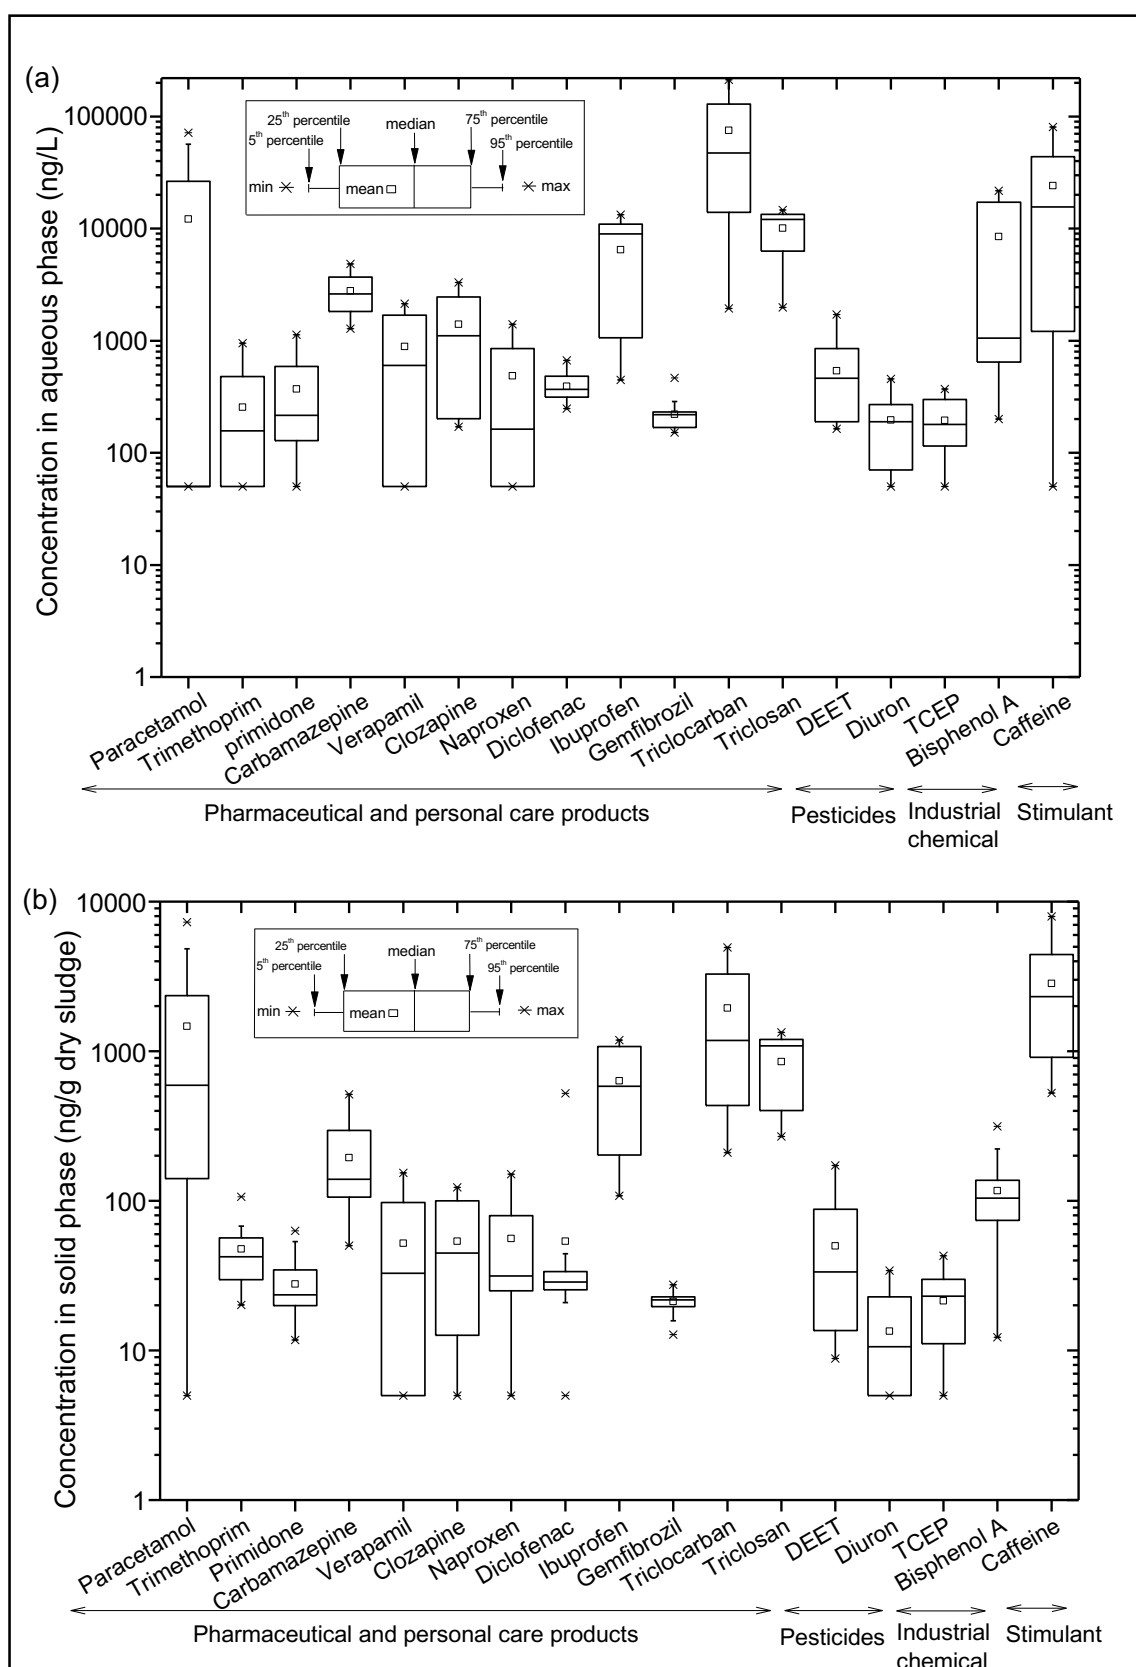 (a)
Concentration in aqueous phase (ng/L)
100000
10000
1000
100
10
1
25th percentile
5th percentile
median
75th percentile
95th percentile
min
mean
max
Paracetamol
Trimethoprim
primidone
Carbamazepine
Verapamil
Clozapine
Naproxen
Diclofenac
Ibuprofen
Gemfibrozil
Triclocarban
Triclosan
DEET
Diuron
TCEP
Bisphenol A
Caffeine
Pharmaceutical and personal care products
Pesticides
Industrial
chemical
Stimulant
(b)
Concentration in solid phase (ng/g dry sludge)
10000
1000
100
10
1
25th percentile
5th percentile
median
75th percentile
95th percentile
min
mean
max
Paracetamol
Trimethoprim
Primidone
Carbamazepine
Verapamil
Clozapine
Naproxen
Diclofenac
Ibuprofen
Gemfibrozil
Triclocarban
Triclosan
DEET
Diuron
TCEP
Bisphenol A
Caffeine
Pharmaceutical and personal care products
Pesticides
Industrial
chemical
Stimulant